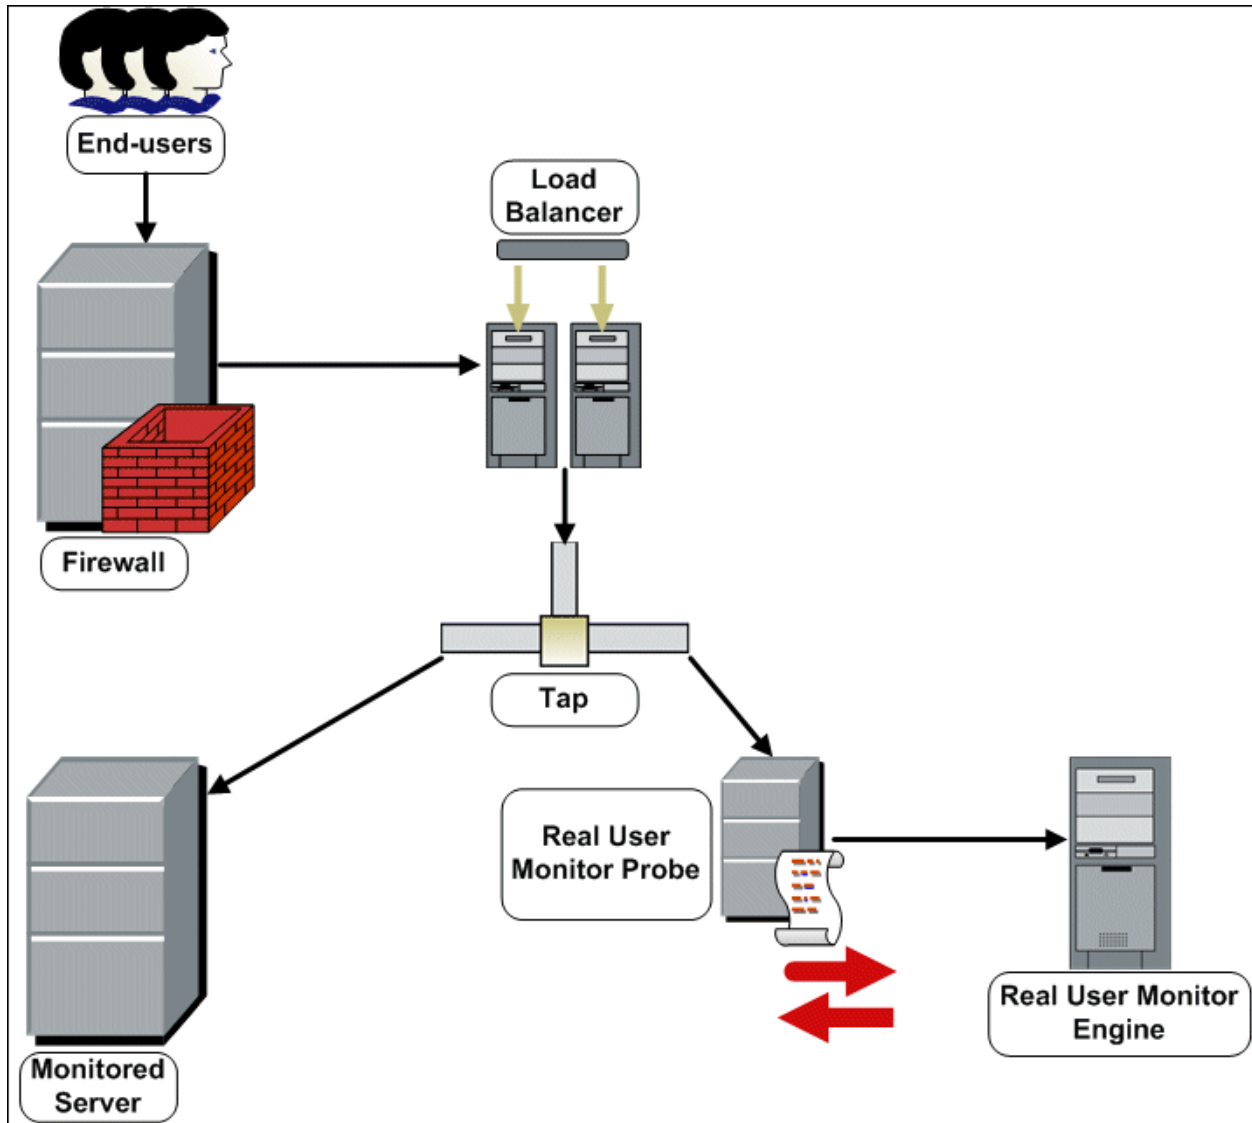 End-users
Load
Balancer
Firewall
Tap
Real User
Monitor Probe
Real User Monitor
Engine
Monitored
Server